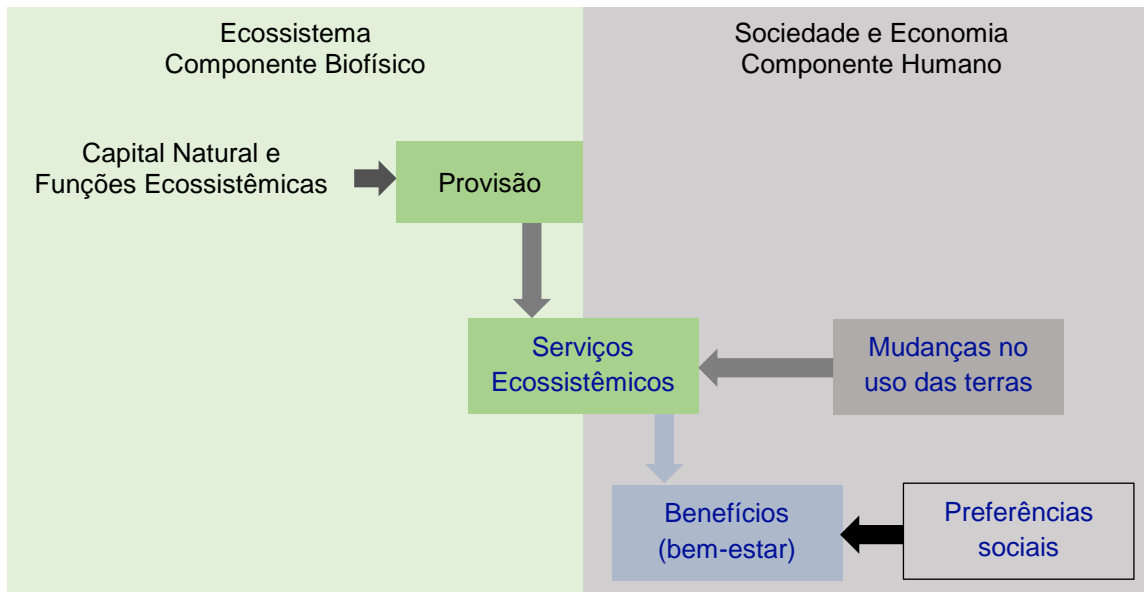 Ecossistema
Componente Biofísico
Sociedade e Economia
Componente Humano
Capital Natural e
Funções Ecossistêmicas
Provisão
Serviços
Ecossistêmicos
Mudanças no
uso das terras
Benefícios
(bem-estar)
Preferências
sociais